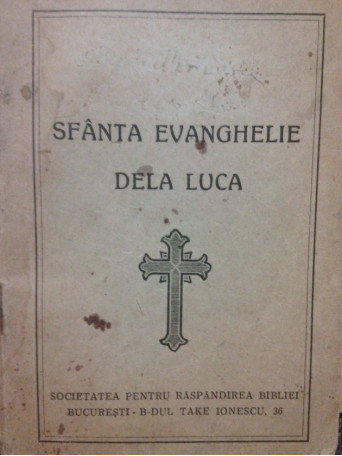 SFÂNTA EVANGHELIE
DELA LUCA
SOCIETATEA PENTRU RĂSPÂNDIREA BIBLIEI
BUCUREȘTI - B-DUL TAKE IONESCU, 36